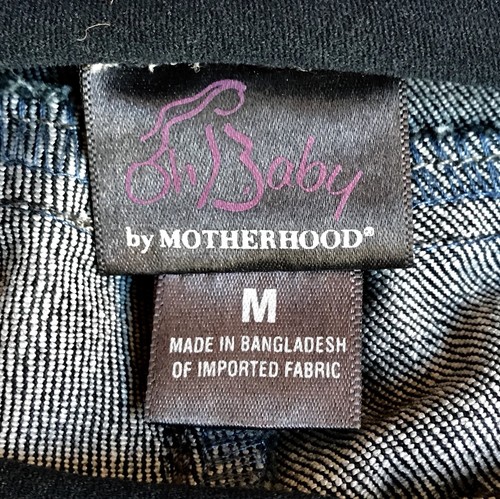 Oh Baby
by MOTHERHOOD®
M
MADE IN BANGLADESH
OF IMPORTED FABRIC